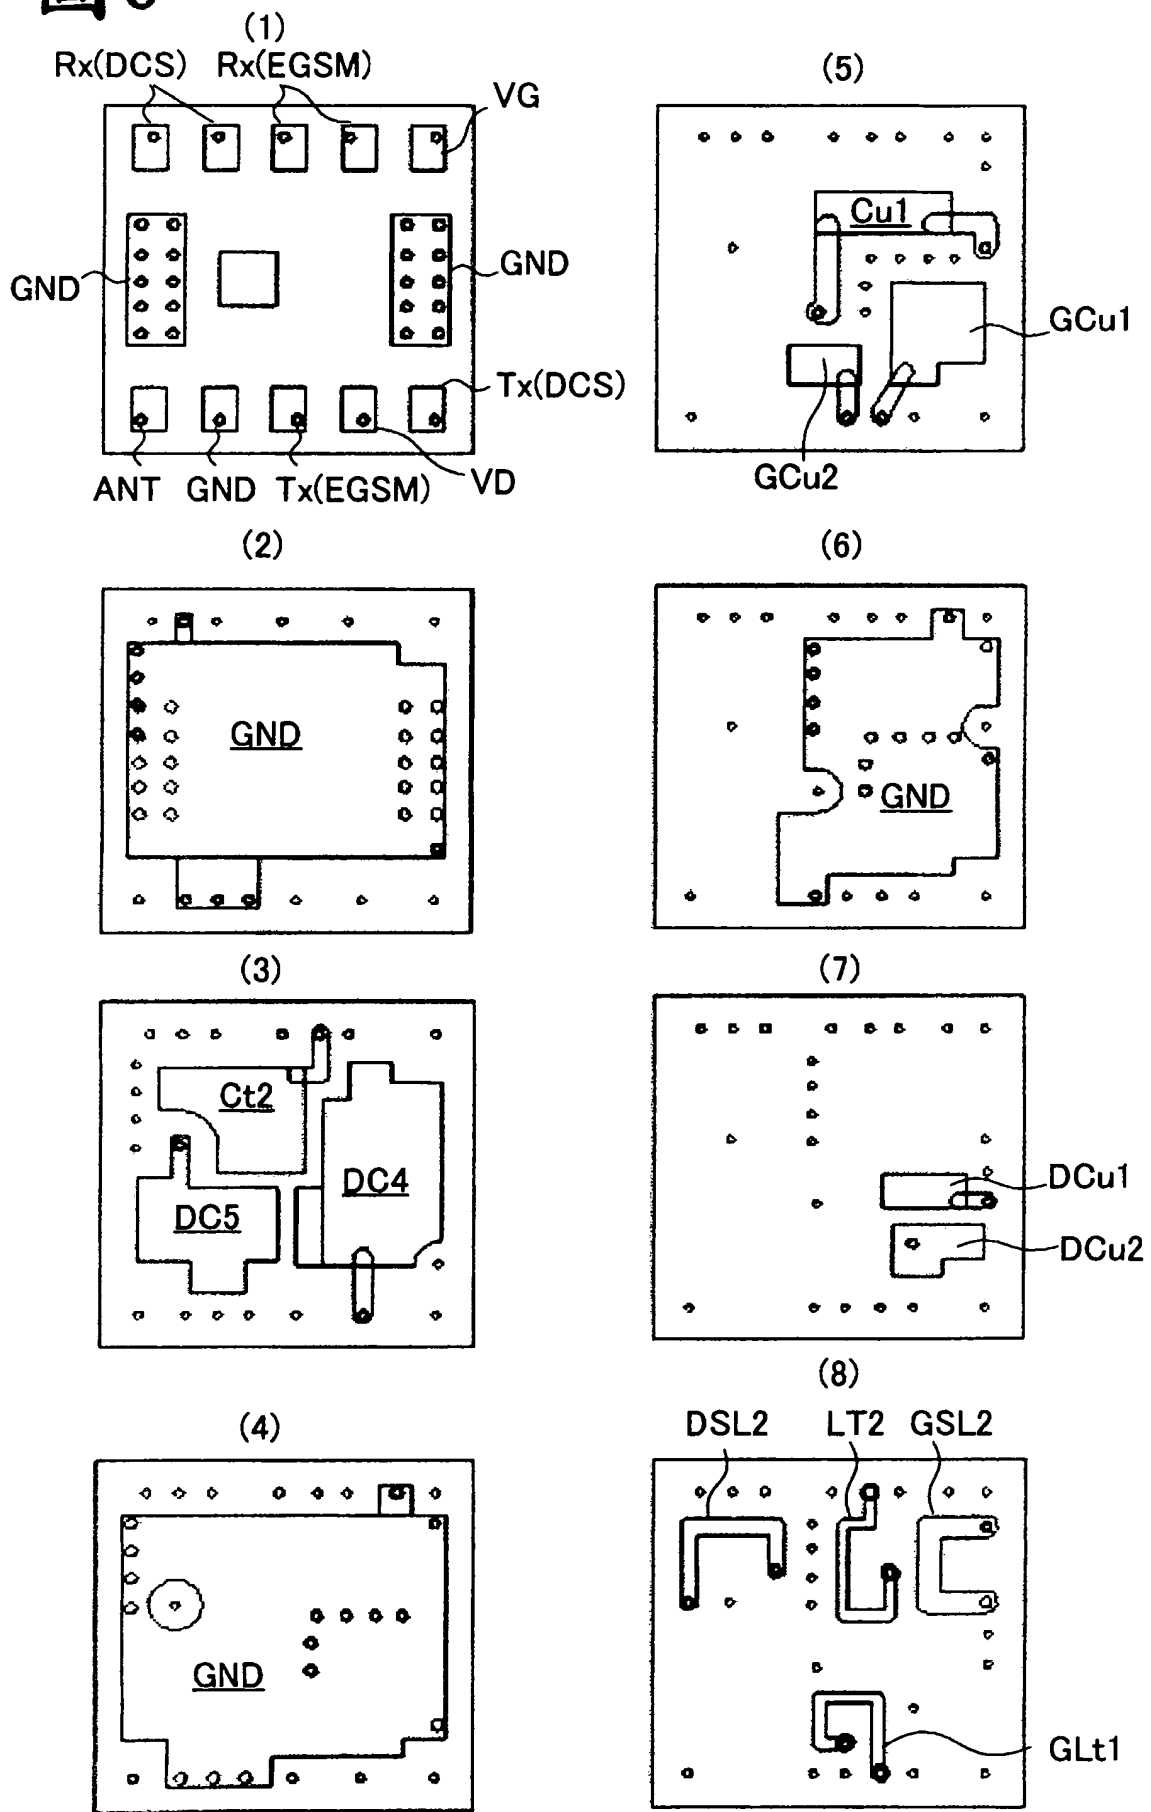 (1)
Rx(DCS) Rx(EGSM)
VG
GND
GND
Tx(DCS)
ANT GND Tx(EGSM) VD
(2)
GND
(3)
Ct2
DC4
DC5
(4)
GND
(5)
Cu1
GCu1
GCu2
(6)
GND
(7)
DCu1
DCu2
(8)
DSL2 LT2 GSL2
GLt1